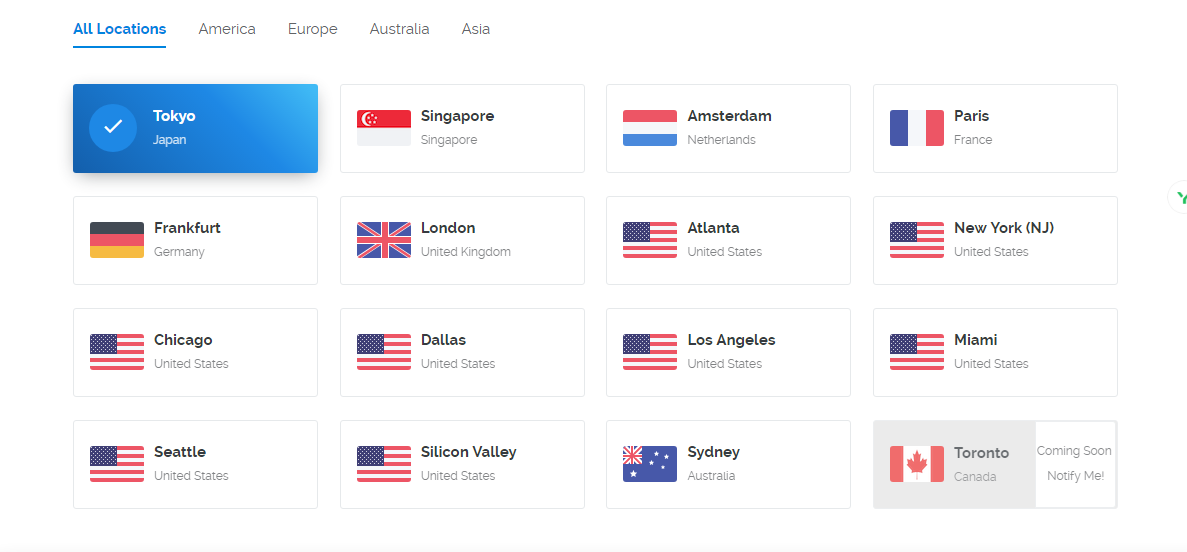 All Locations
America
Europe
Australia
Asia
Tokyo
Japan
Singapore
Singapore
Amsterdam
Netherlands
Paris
France
Frankfurt
Germany
London
United Kingdom
Atlanta
United States
New York (NJ)
United States
Chicago
United States
Dallas
United States
Los Angeles
United States
Miami
United States
Seattle
United States
Silicon Valley
United States
Sydney
Australia
Toronto
Canada
Coming Soon
Notify Me!